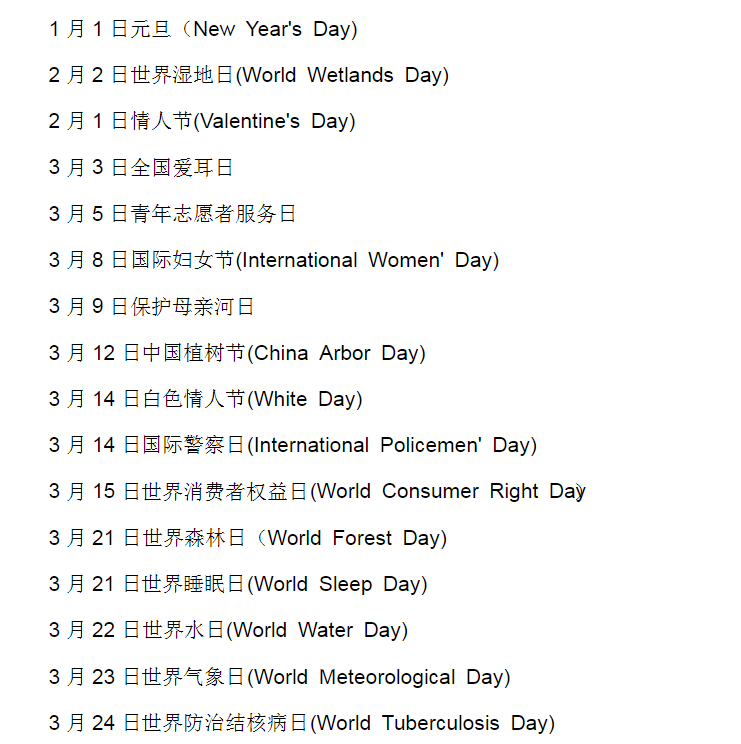 1 月 1 日元旦（New Year's Day)
2 月 2 日世界湿地日(World Wetlands Day)
2 月 1 日情人节(Valentine's Day)
3 月 3 日全国爱耳日
3 月 5 日青年志愿者服务日
3 月 8 日国际妇女节(International Women' Day)
3 月 9 日保护母亲河日
3 月 12 日中国植树节(China Arbor Day)
3 月 14 日白色情人节(White Day)
3 月 14 日国际警察日(International Policemen' Day)
3 月 15 日世界消费者权益日(World Consumer Right Day)
3 月 21 日世界森林日（World Forest Day)
3 月 21 日世界睡眠日(World Sleep Day)
3 月 22 日世界水日(World Water Day)
3 月 23 日世界气象日(World Meteorological Day)
3 月 24 日世界防治结核病日(World Tuberculosis Day)